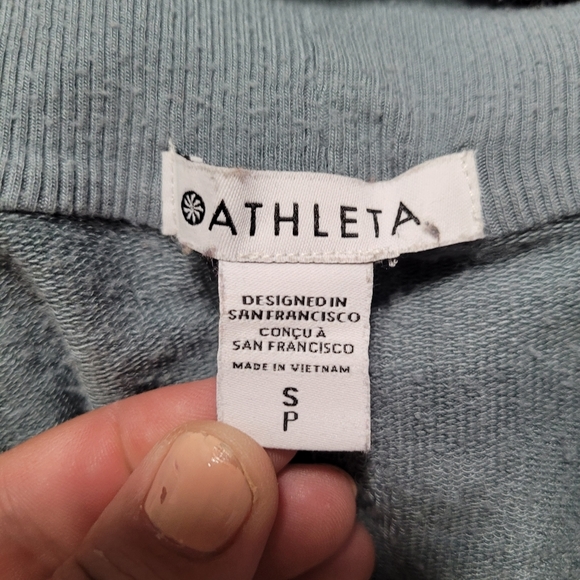 ATHLETA
DESIGNED IN
SAN FRANCISCO
CONÇU À
SAN FRANCISCO
MADE IN VIETNAM
S
P